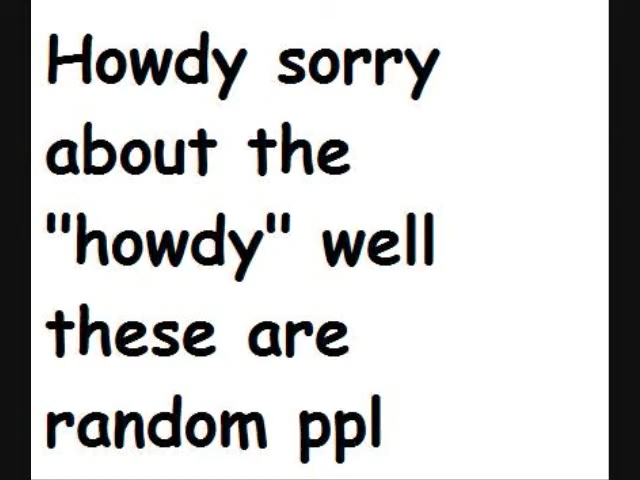 Howdy sorry
about the
"howdy" well
these are
random ppl